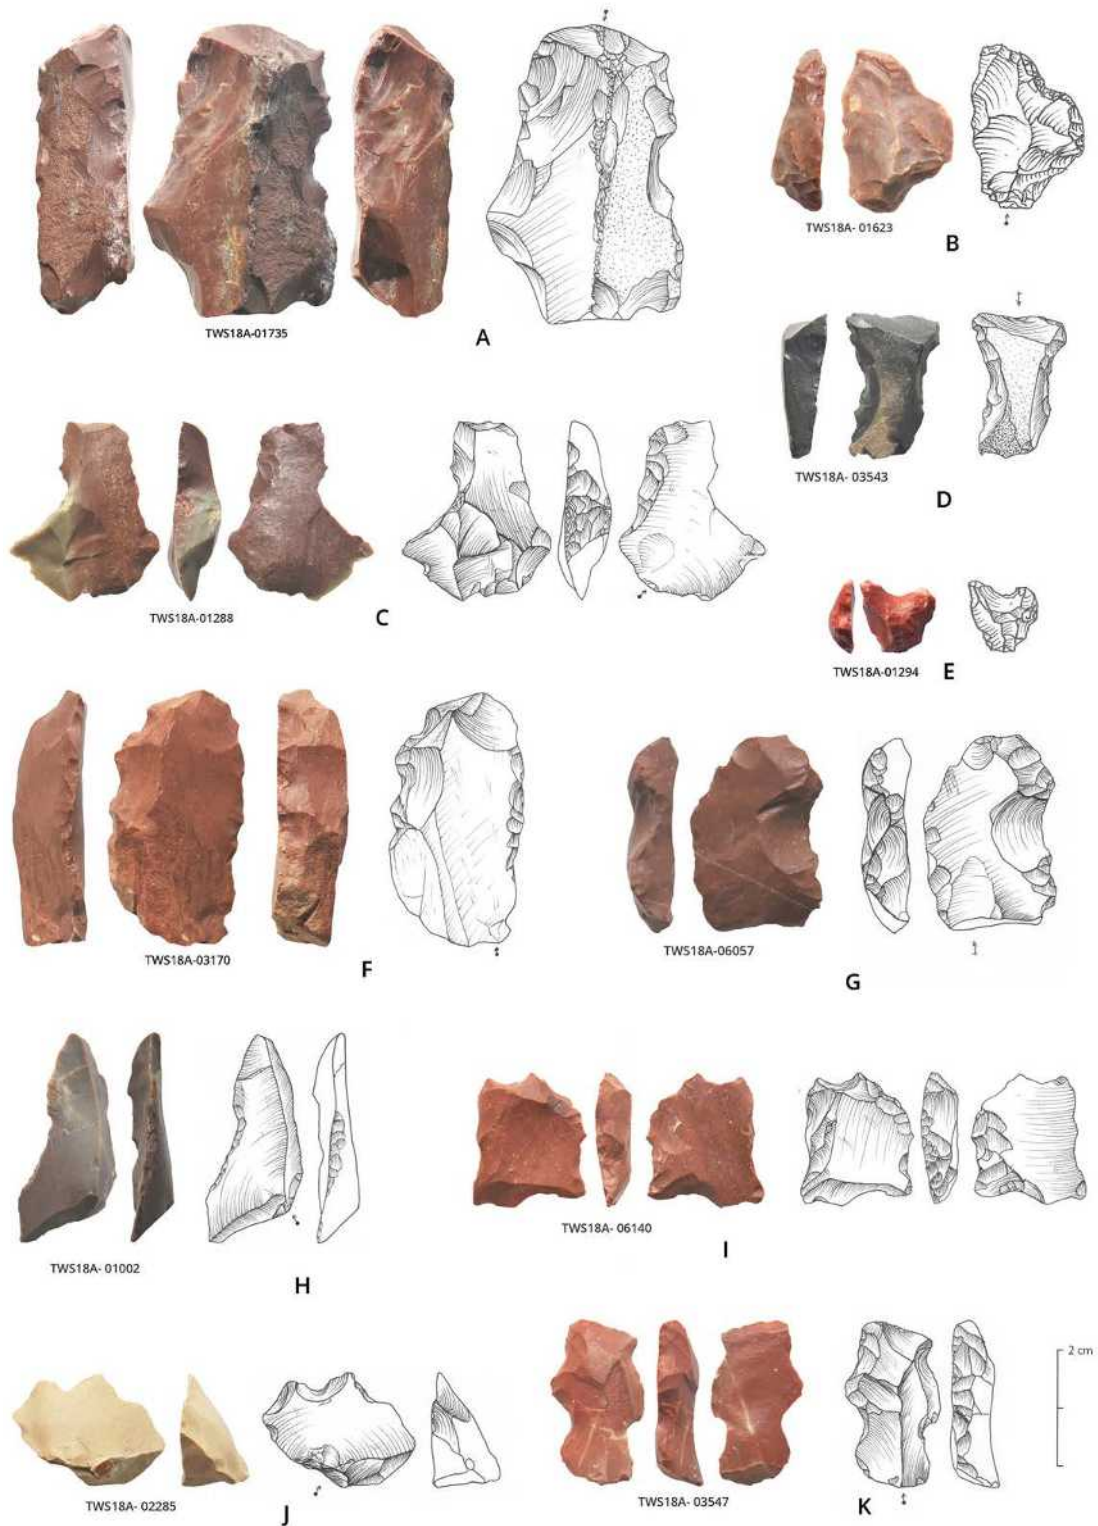 TWS18A-01735
A
TWS18A- 01623
B
TWS18A-01288
C
TWS18A- 03543
D
TWS18A-01294
E
TWS18A-03170
F
TWS18A-06057
G
TWS18A- 01002
H
TWS18A- 06140
I
TWS18A- 02285
J
TWS18A- 03547
K
2 cm